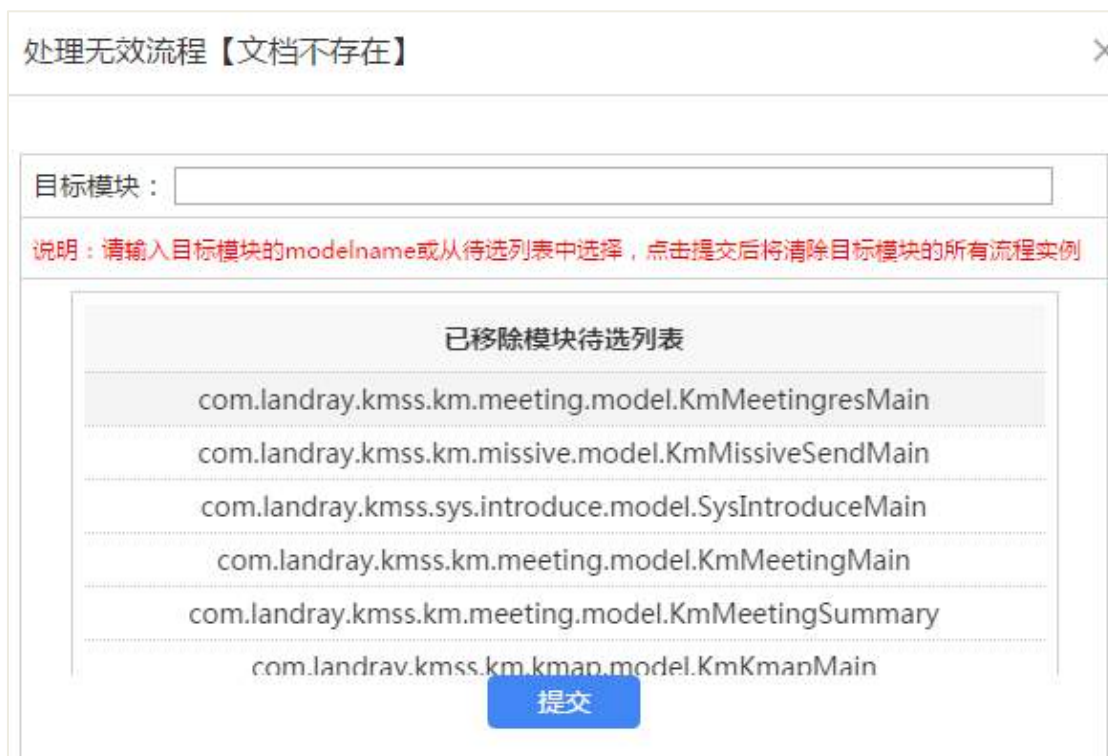 处理无效流程【文档不存在】
目标模块：
说明：请输入目标模块的modelname或从待选列表中选择，点击提交后将清除目标模块的所有流程实例
已移除模块待选列表
com.landray.kmss.km.meeting.model.KmMeetingresMain
com.landray.kmss.km.missive.model.KmMissiveSendMain
com.landray.kmss.sys.introduce.model.SysIntroduceMain
com.landray.kmss.km.meeting.model.KmMeetingMain
com.landray.kmss.km.meeting.model.KmMeetingSummary
com.landray.kmss.km.kmap.model.KmKmapMain
提交